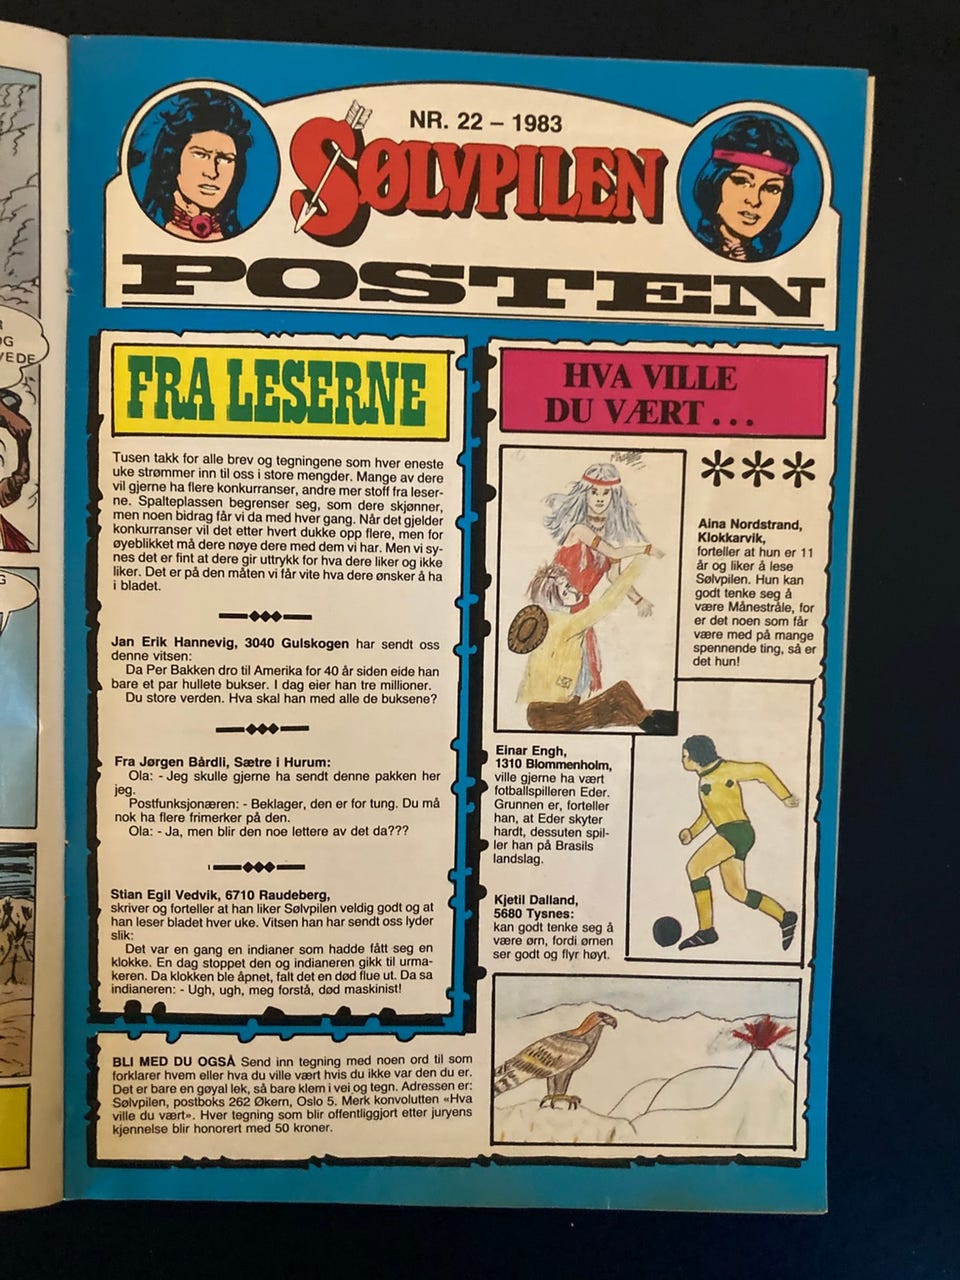 R
OG
VEDE
G
NR. 22 – 1983
SØLVPILEN
POSTEN
FRA LESERNE
Tusen takk for alle brev og tegningene som hver eneste
uke strømmer inn til oss i store mengder. Mange av dere
vil gjerne ha flere konkurranser, andre mer stoff fra leser-
ne. Spalteplassen begrenser seg, som dere skjønner,
men noen bidrag får vi da med hver gang. Når det gjelder
konkurranser vil det etter hvert dukke opp flere, men for
øyeblikket må dere nøye dere med dem vi har. Men vi sy-
nes det er fint at dere gir uttrykk for hva dere liker og ikke
liker. Det er på den måten vi får vite hva dere ønsker å ha
i bladet.
Jan Erik Hannevig, 3040 Gulskogen har sendt oss
denne vitsen:
Da Per Bakken dro til Amerika for 40 år siden eide han
bare et par hullete bukser. I dag eier han tre millioner.
Du store verden. Hva skal han med alle de buksene?
Fra Jørgen Bårdli, Sætre i Hurum:
Ola: - Jeg skulle gjerne ha sendt denne pakken her
jeg.
Postfunksjonæren: - Beklager, den er for tung. Du må
nok ha flere frimerker på den.
Ola: - Ja, men blir den noe lettere av det da???
Stian Egil Vedvik, 6710 Raudeberg,
skriver og forteller at han liker Sølvpilen veldig godt og at
han leser bladet hver uke. Vitsen han har sendt oss lyder
slik:
Det var en gang en indianer som hadde fått seg en
klokke. En dag stoppet den og indianeren gikk til urma-
keren. Da klokken ble åpnet, falt det en død flue ut. Da sa
indianeren: - Ugh, ugh, meg forstå, død maskinist!
BLI MED DU OGSÅ Send inn tegning med noen ord til som
forklarer hvem eller hva du ville vært hvis du ikke var den du er.
Det er bare en gøyal lek, så bare klem i vei og tegn. Adressen er:
Sølvpilen, postboks 262 Økern, Oslo 5. Merk konvolutten «Hva
ville du vært». Hver tegning som blir offentliggjort etter juryens
kjennelse blir honorert med 50 kroner.
HVA VILLE
DU VÆRT . . .
***
Aina Nordstrand,
Klokkarvik,
forteller at hun er 11
år og liker å lese
Sølvpilen. Hun kan
godt tenke seg å
være Månestråle, for
er det noen som får
være med på mange
spennende ting, så er
det hun!
Einar Engh,
1310 Blommenholm,
ville gjerne ha vært
fotballspilleren Eder.
Grunnen er, forteller
han, at Eder skyter
hardt, dessuten spil-
ler han på Brasils
landslag.
Kjetil Dalland,
5680 Tysnes:
kan godt tenke seg å
være ørn, fordi ørnen
ser godt og flyr høyt.